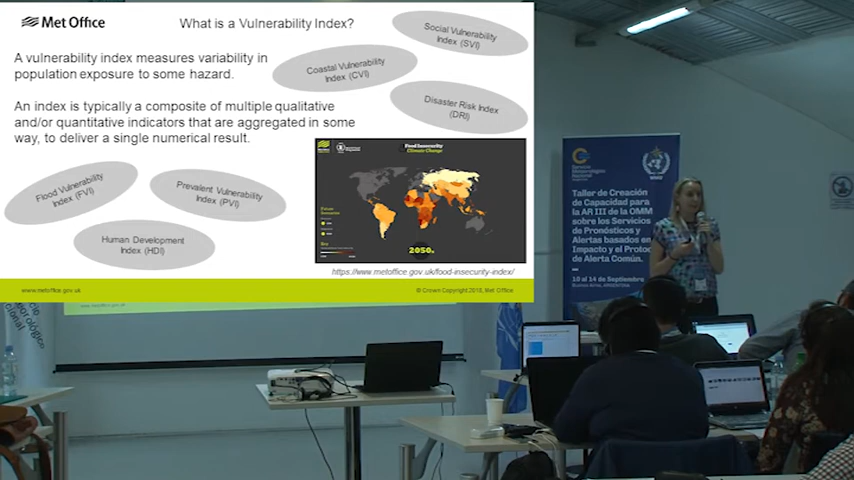 Met Office
What is a Vulnerability Index?
A vulnerability index measures variability in
population exposure to some hazard.
An index is typically a composite of multiple qualitative
and/or quantitative indicators that are aggregated in some
way, to deliver a single numerical result.
Social Vulnerability
Index (SVI)
Coastal Vulnerability
Index (CVI)
Disaster Risk Index
(DRI)
Flood Vulnerability
Index (FVI)
Prevalent Vulnerability
Index (PVI)
Human Development
Index (HDI)
Food Insecurity
Climate Change
2050.
https://www.metoffice.gov.uk/food-insecurity-index/
www.metoffice.gov.uk
© Crown Copyright 2018, Met Office
Servicio
Meteorológico
Nacional
WMO
Taller de Creación
de Capacidad para
la AR III de la OMM
sobre los Servicios
de Pronósticos y
Alertas basados en
Impacto y el Protoc
de Alerta Común.
10 al 14 de Septiembre
Buenos Aires, ARGENTINA